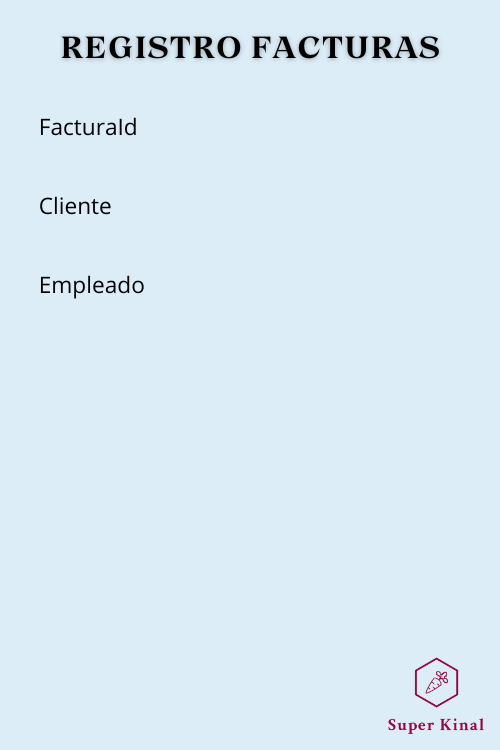 REGISTRO FACTURAS
FacturaId
Cliente
Empleado
Super Kinal